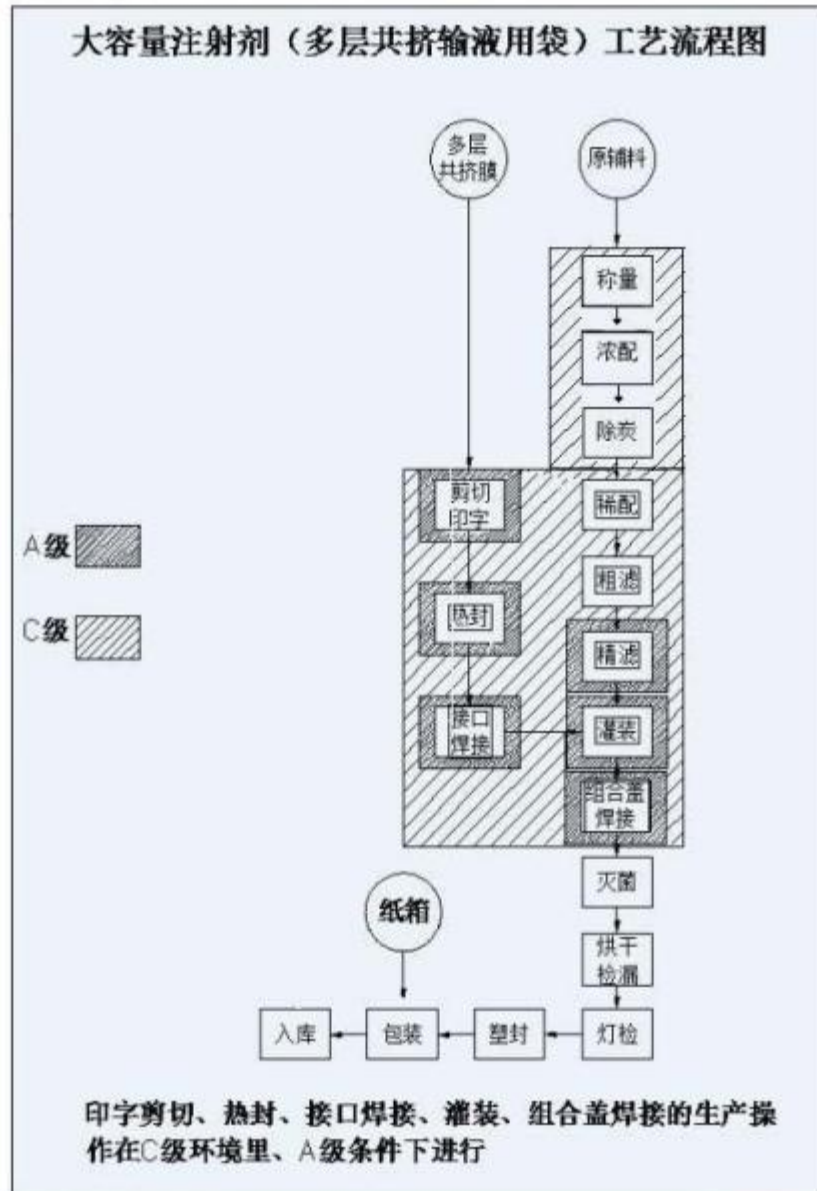 大容量注射剂（多层共挤输液用袋）工艺流程图
多层
共挤膜
原辅料
称量
浓配
除炭
剪切
印字
稀配
A级
粗滤
热封
C级
精滤
接口
焊接
灌装
组合盖
焊接
灭菌
纸箱
烘干
检漏
入库
包装
塑封
灯检
印字剪切、热封、接口焊接、灌装、组合盖焊接的生产操
作在C级环境里、A级条件下进行